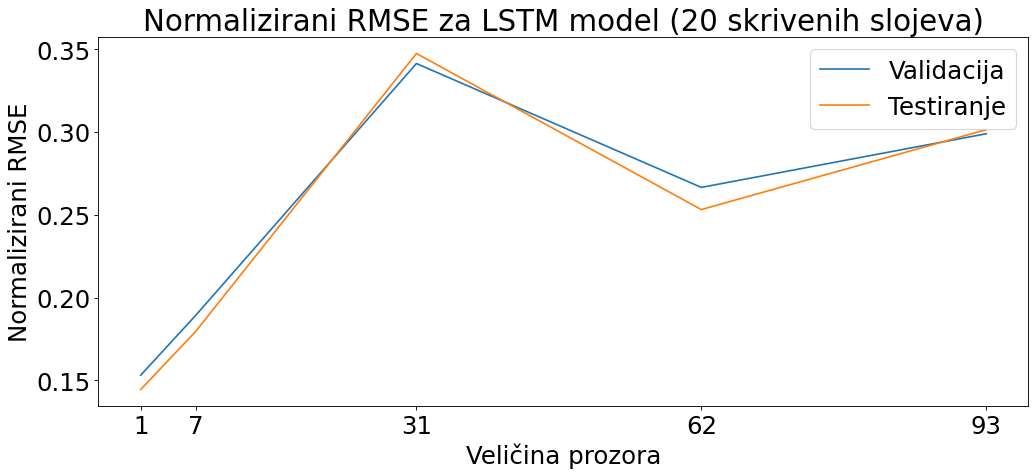 Normalizirani RMSE za LSTM model (20 skrivenih slojeva)
Normalizirani RMSE
0.35
0.30
0.25
0.20
0.15
Validacija
Testiranje
1 7 31 62 93
Veličina prozora